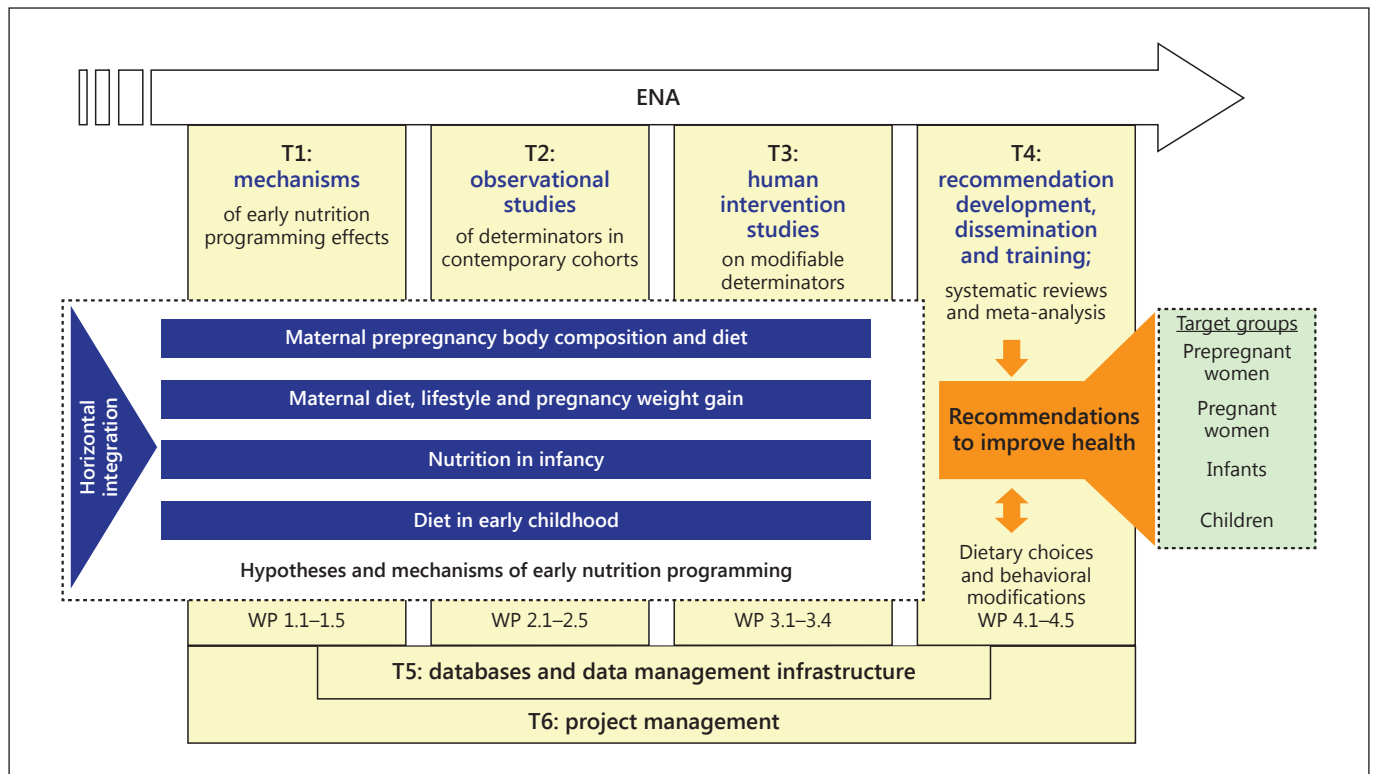 ENA
T1:
mechanisms
of early nutrition
programming effects
T2:
observational
studies
of determinators in
contemporary cohorts
T3:
human
intervention
studies
on modifiable
determinators
T4:
recommendation
development,
dissemination
and training;
systematic reviews
and meta-analysis
Horizontal
integration
Maternal prepregnancy body composition and diet
Maternal diet, lifestyle and pregnancy weight gain
Nutrition in infancy
Diet in early childhood
Hypotheses and mechanisms of early nutrition programming
Recommendations
to improve health
Target groups
Prepregnant
women
Pregnant
women
Infants
Children
Dietary choices
and behavioral
modifications
WP 1.1–1.5
WP 2.1–2.5
WP 3.1–3.4
WP 4.1–4.5
T5: databases and data management infrastructure
T6: project management